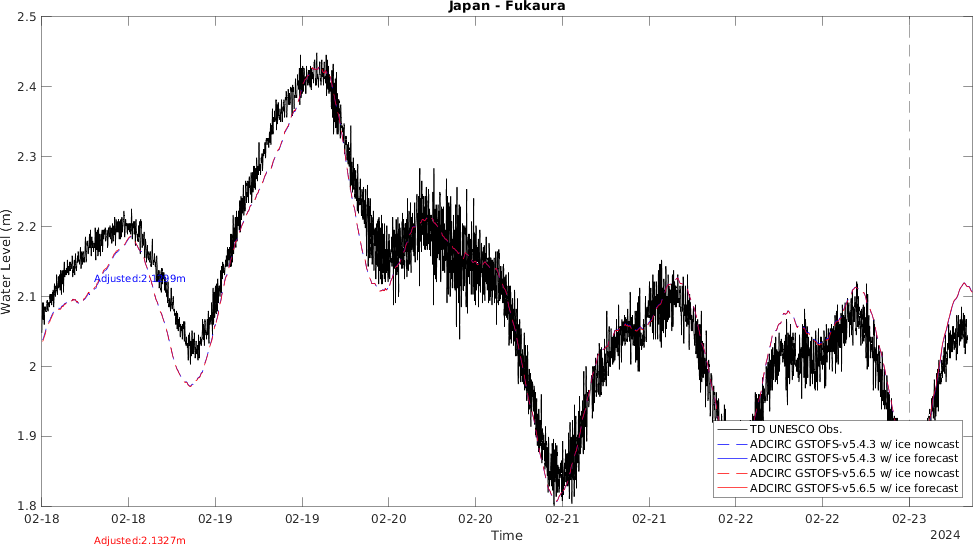 Japan - Fukaura
2.5
2.4
2.3
2.2
2.1
2
1.9
1.8
Water Level (m)
Adjusted:2.1
99m
TD UNESCO Obs.
ADCIRC GSTOFS-v5.4.3 w/ ice nowcast
ADCIRC GSTOFS-v5.4.3 w/ ice forecast
ADCIRC GSTOFS-v5.6.5 w/ ice nowcast
ADCIRC GSTOFS-v5.6.5 w/ ice forecast
02-18 02-18 02-19 02-19 02-20 02-20 02-21 02-21 02-22 02-22 02-23
Time
2024
Adjusted:2.1327m